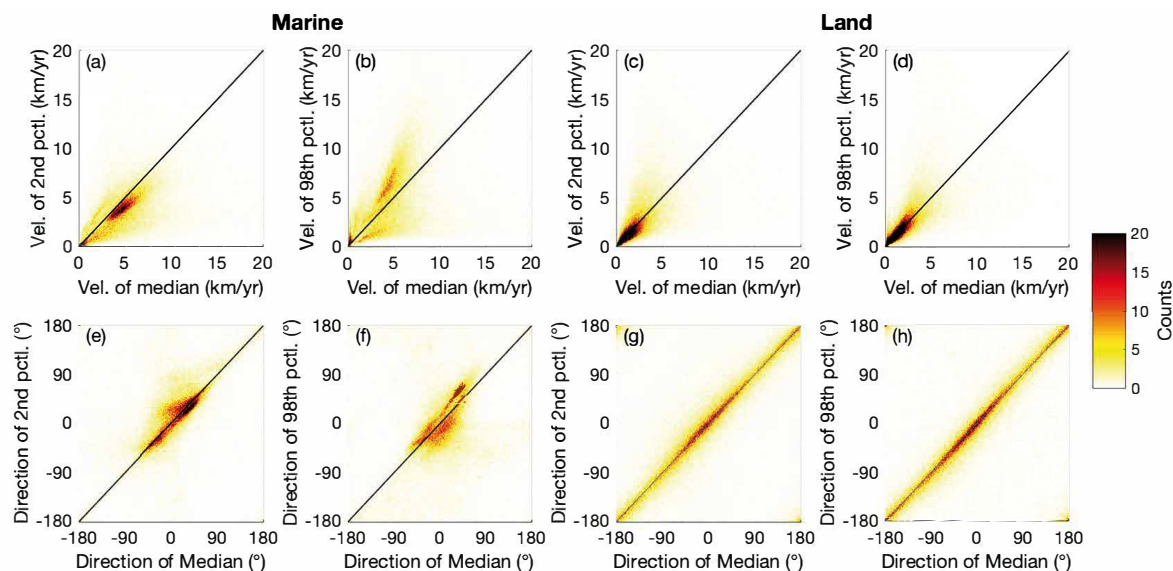 Marine
Land
(a)
Vel. of 2nd pctl. (km/yr)
20
15
10
5
0
0 5 10 15 20
Vel. of median (km/yr)
(b)
Vel. of 98th pctl. (km/yr)
20
15
10
5
0
0 5 10 15 20
Vel. of median (km/yr)
(c)
Vel. of 2nd pctl. (km/yr)
20
15
10
5
0
0 5 10 15 20
Vel. of median (km/yr)
(d)
Vel. of 98th pctl. (km/yr)
20
15
10
5
0
0 5 10 15 20
Vel. of median (km/yr)
20
15
10
5
0
Counts
(e)
Direction of 2nd pctl. (°)
180
90
0
-90
-180
-180 -90 0 90 180
Direction of Median (°)
(f)
Direction of 98th pctl. (°)
180
90
0
-90
-180
-180 -90 0 90 180
Direction of Median (°)
(g)
Direction of 2nd pctl. (°)
180
90
0
-90
-180
-180 -90 0 90 180
Direction of Median (°)
(h)
Direction of 98th pctl. (°)
180
90
0
-90
-180
-180 -90 0 90 180
Direction of Median (°)